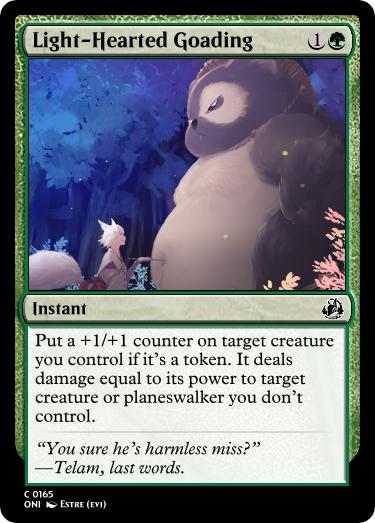 Light-Hearted Goading 1
Instant
Put a +1/+1 counter on target creature
you control if it's a token. It deals
damage equal to its power to target
creature or planeswalker you don't
control.
"You sure he's harmless miss?"
—Telam, last words.
C 0165
ONI Estre (evi)